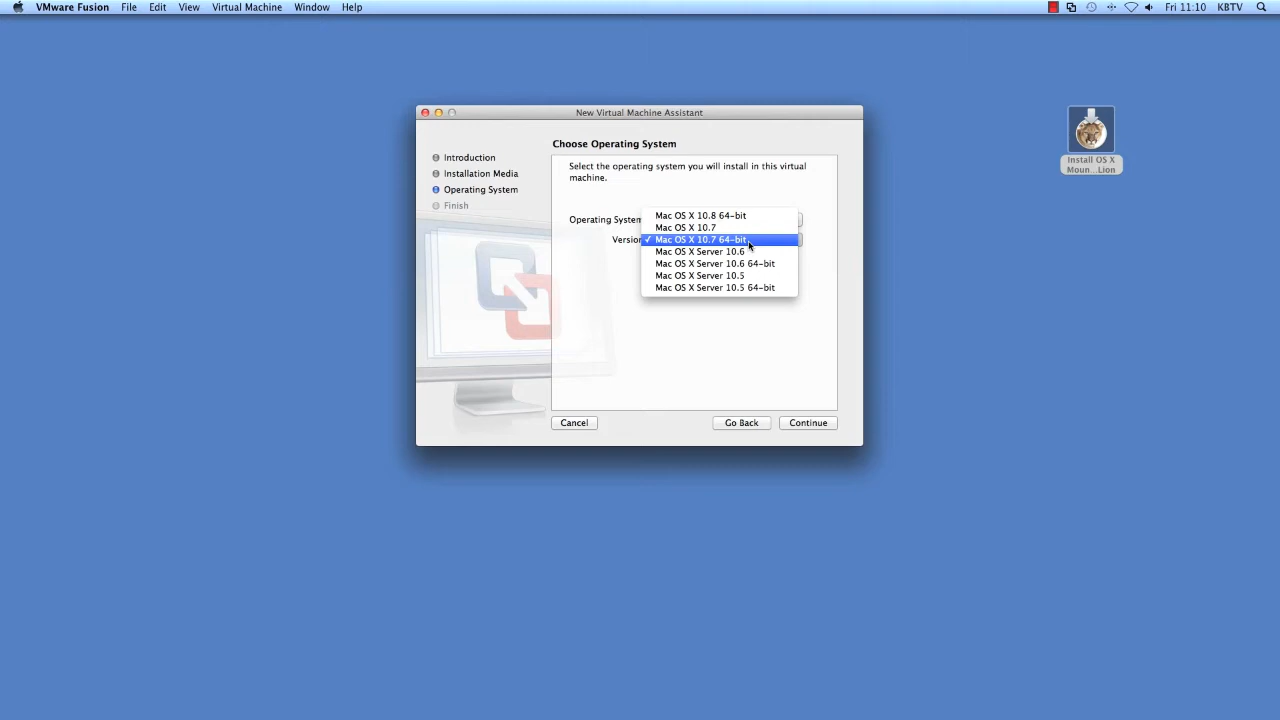 VMware Fusion File Edit View Virtual Machine Window Help Fri 11:10 KBTV
New Virtual Machine Assistant
Introduction
Installation Media
Operating System
Finish
Choose Operating System
Select the operating system you will install in this virtual
machine.
Operating System
Version
Mac OS X 10.8 64-bit
Mac OS X 10.7
✓ Mac OS X 10.7 64-bit
Mac OS X Server 10.6
Mac OS X Server 10.6 64-bit
Mac OS X Server 10.5
Mac OS X Server 10.5 64-bit
Cancel Go Back Continue
Install OS X
Moun...Lion